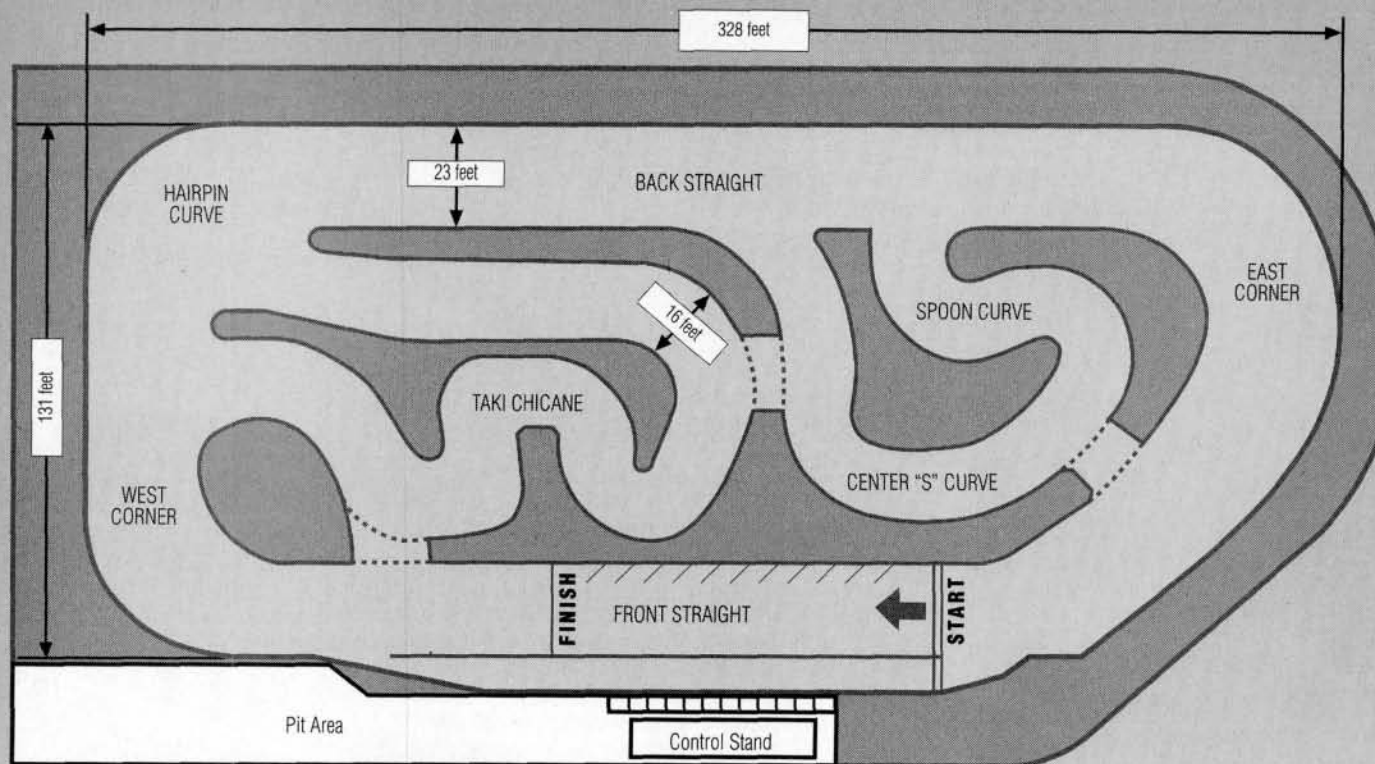 328 feet
23 feet
BACK STRAIGHT
HAIRPIN
CURVE
EAST
CORNER
16 feet
SPOON CURVE
131 feet
TAKI CHICANE
CENTER "S" CURVE
WEST
CORNER
FINISH
FRONT STRAIGHT
START
Pit Area
Control Stand